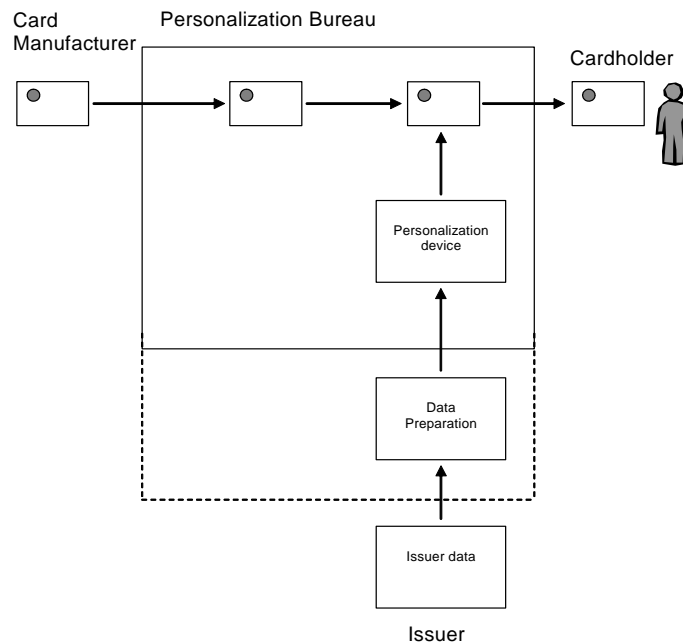 Card
Manufacturer
Personalization Bureau
Cardholder
Personalization
device
Data
Preparation
Issuer data
Issuer